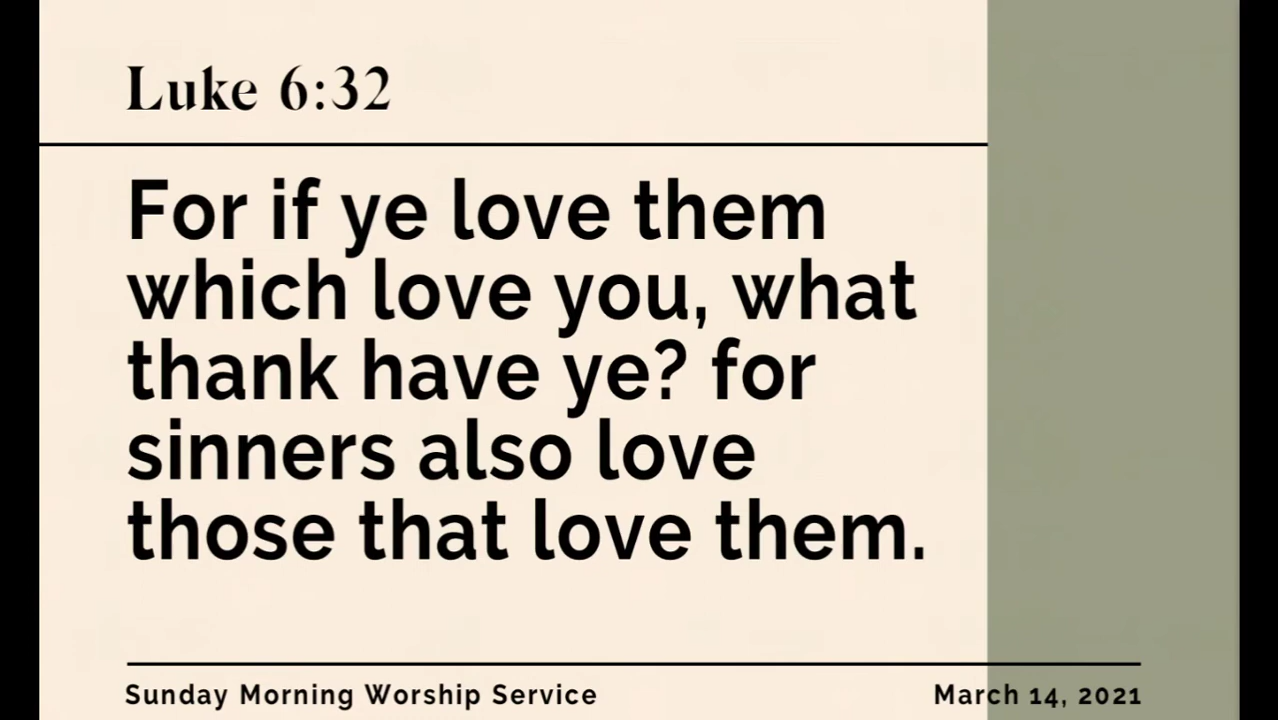 Luke 6:32
For if ye love them
which love you, what
thank have ye? for
sinners also love
those that love them.
Sunday Morning Worship Service
March 14, 2021